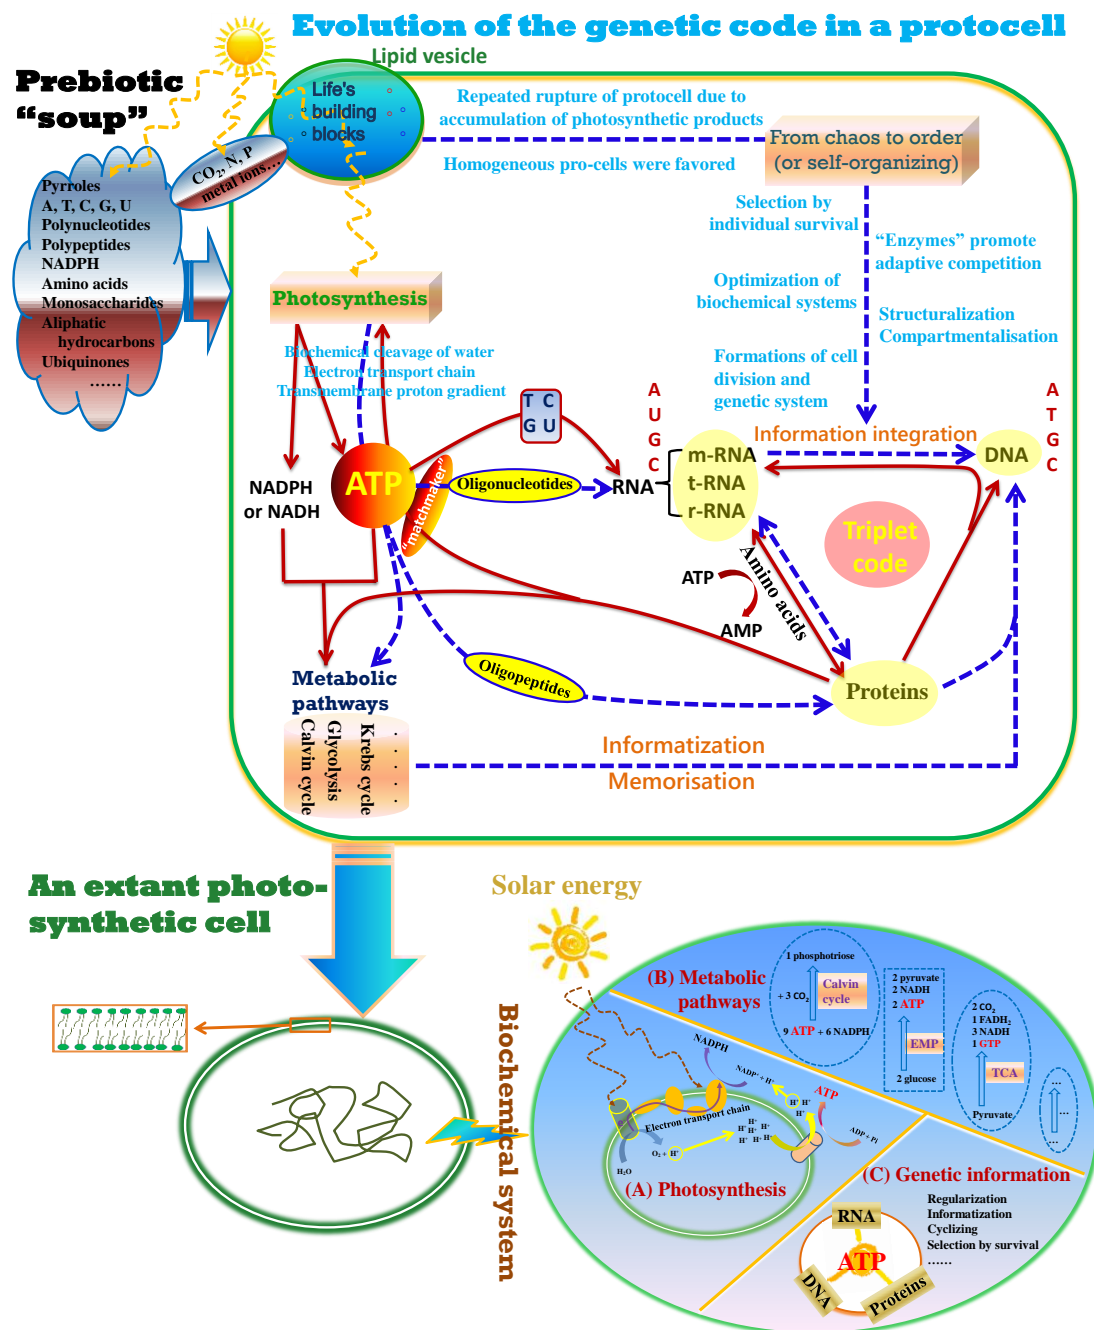 Evolution of the genetic code in a protocell
Lipid vesicle
Prebiotic
“soup”
Life's
building
blocks
CO2, N, P
metal ions…
Pyrroles
A, T, C, G, U
Polynucleotides
Polypeptides
NADPH
Amino acids
Monosaccharides
Aliphatic
hydrocarbons
Ubiquinones
……
Repeated rupture of protocell due to
accumulation of photosynthetic products
Homogeneous pro-cells were favored
From chaos to order
(or self-organizing)
Selection by
individual survival
“Enzymes” promote
adaptive competition
Optimization of
biochemical systems
Structuralization
Compartmentalisation
Formations of cell
division and
genetic system
Photosynthesis
Biochemical cleavage of water
Electron transport chain
Transmembrane proton gradient
T C
G U
A
U
G
C
A
T
G
C
Information integration
NADPH
or NADH
ATP
“matchmaker”
Oligonucleotides
RNA
m-RNA
t-RNA
r-RNA
DNA
Triplet
code
ATP
AMP
Amino acids
Oligopeptides
Proteins
Metabolic
pathways
Calvin cycle
Glycolysis
Krebs cycle
. . . . .
Informatization
Memorisation
An extant photo-
synthetic cell
Solar energy
Biochemical system
(B) Metabolic
pathways
1 phosphotriose
+ 3 CO2
Calvin
cycle
9 ATP + 6 NADPH
2 pyruvate
2 NADH
2 ATP
EMP
2 glucose
2 CO2
1 FADH2
3 NADH
1 GTP
TCA
Pyruvate
...
...
...
NADPH
NADP+ + H+
H+ H+
H+
ATP
ADP + Pi
Electron transport chain
H+
H+ H+ H+
H+ H+
H+ H+ H+
O2 + H+
H2O
(A) Photosynthesis
(C) Genetic information
Regularization
Informatization
Cyclizing
Selection by survival
……
RNA
ATP
DNA
Proteins